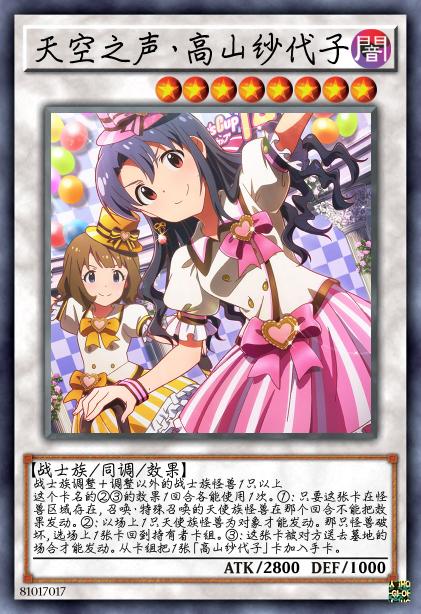 天空之声·高山纱代子
闇
's Cup
【战士族/同调/效果】
战士族调整+调整以外的战士族怪兽1只以上
这个卡名的②③的效果1回合各能使用1次。①：只要这张卡在怪
兽区域存在，召唤·特殊召唤的天使族怪兽在那个回合不能把效
果发动。②：以场上1只天使族怪兽为对象才能发动。那只怪兽破
坏，选场上1张卡回到持有者卡组。③：这张卡被对方送去墓地的
场合才能发动。从卡组把1张「高山纱代子」卡加入手卡。
ATK/2800 DEF/1000
81017017